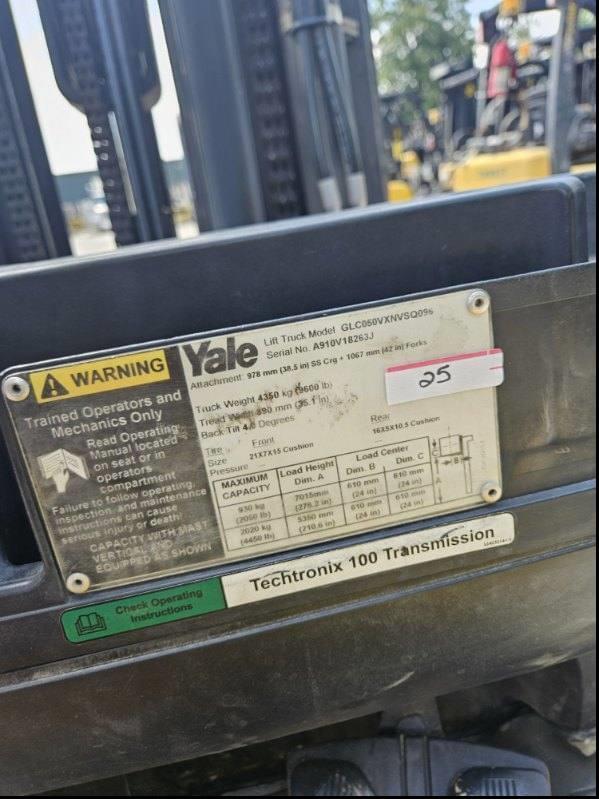 WARNING
Trained Operators and
Mechanics Only
Read Operating
Manual located
on seat or in
operators
compartment
Failure to follow operating,
inspection, and maintenance
instructions can cause
serious injury or death!
CAPACITY WITH MAST
VERTICAL AND
EQUIPPED AS SHOWN
Yale
Lift Truck Model GLC050VXNVSQ096
Serial No. A910V18263J
Attachment: 978 mm (38.5 in) SS Crg + 1067 mm (42 in) Forks
Truck Weight 4350 kg (9600 lb)
Tread Width 890 mm (35.1 in)
Back Tilt Degrees
25
Tire Front Rear
Size 21X7X15 Cushion 16X5X10.5 Cushion
Pressure
MAXIMUM CAPACITY Load Height Dim. A Load Center Dim. B Dim. C
930 kg (2050 lb) 7015mm (276.2 in) 610 mm (24 in) 610 mm (24 in)
2020 kg (4450 lb) 5350 mm (210.6 in) 610 mm (24 in) 610 mm (24 in)
C
B
A
Check Operating
Instructions
Techtronix 100 Transmission